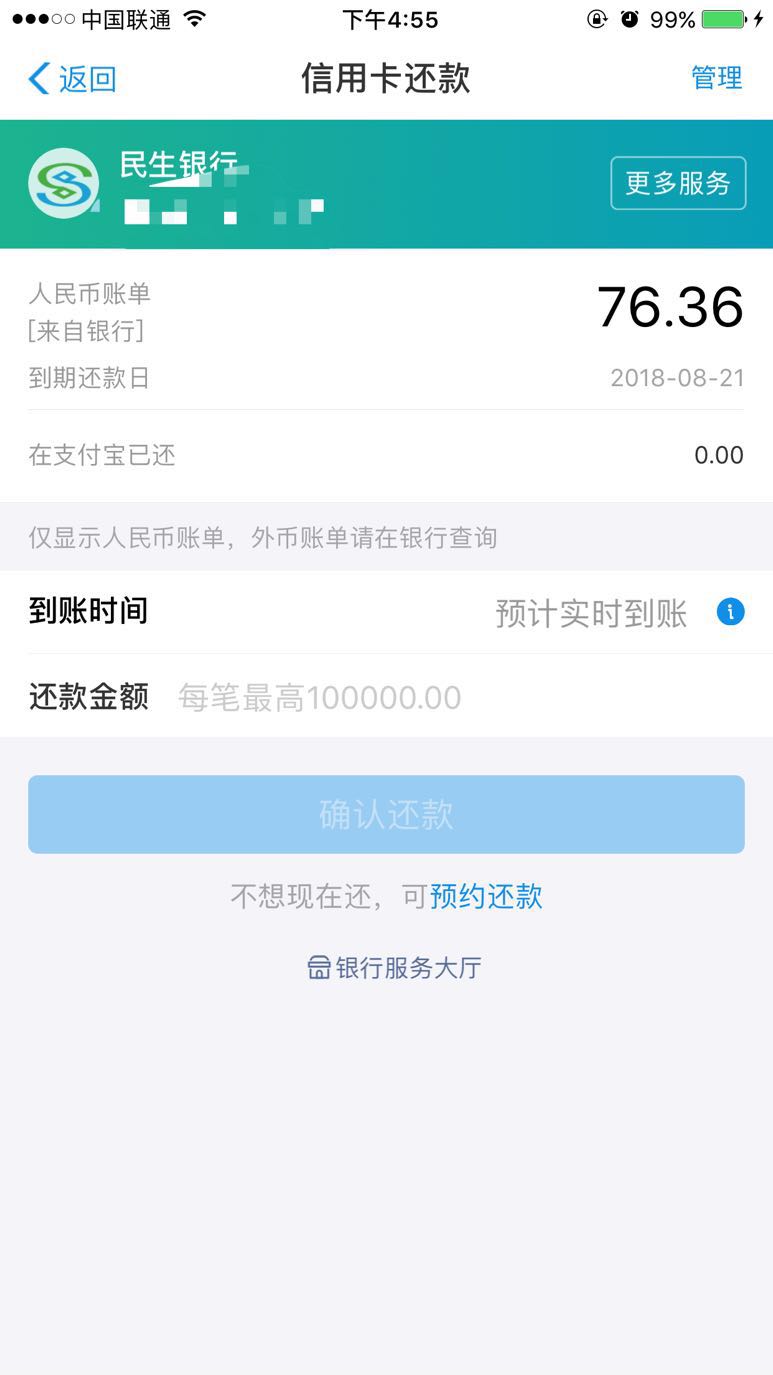 中国联通
下午4:55
99%
返回
信用卡还款
管理
民生银行
更多服务
人民币账单
[来自银行]
76.36
到期还款日
2018-08-21
在支付宝已还
0.00
仅显示人民币账单，外币账单请在银行查询
到账时间
预计实时到账
还款金额
每笔最高100000.00
确认还款
不想现在还，可预约还款
银行服务大厅